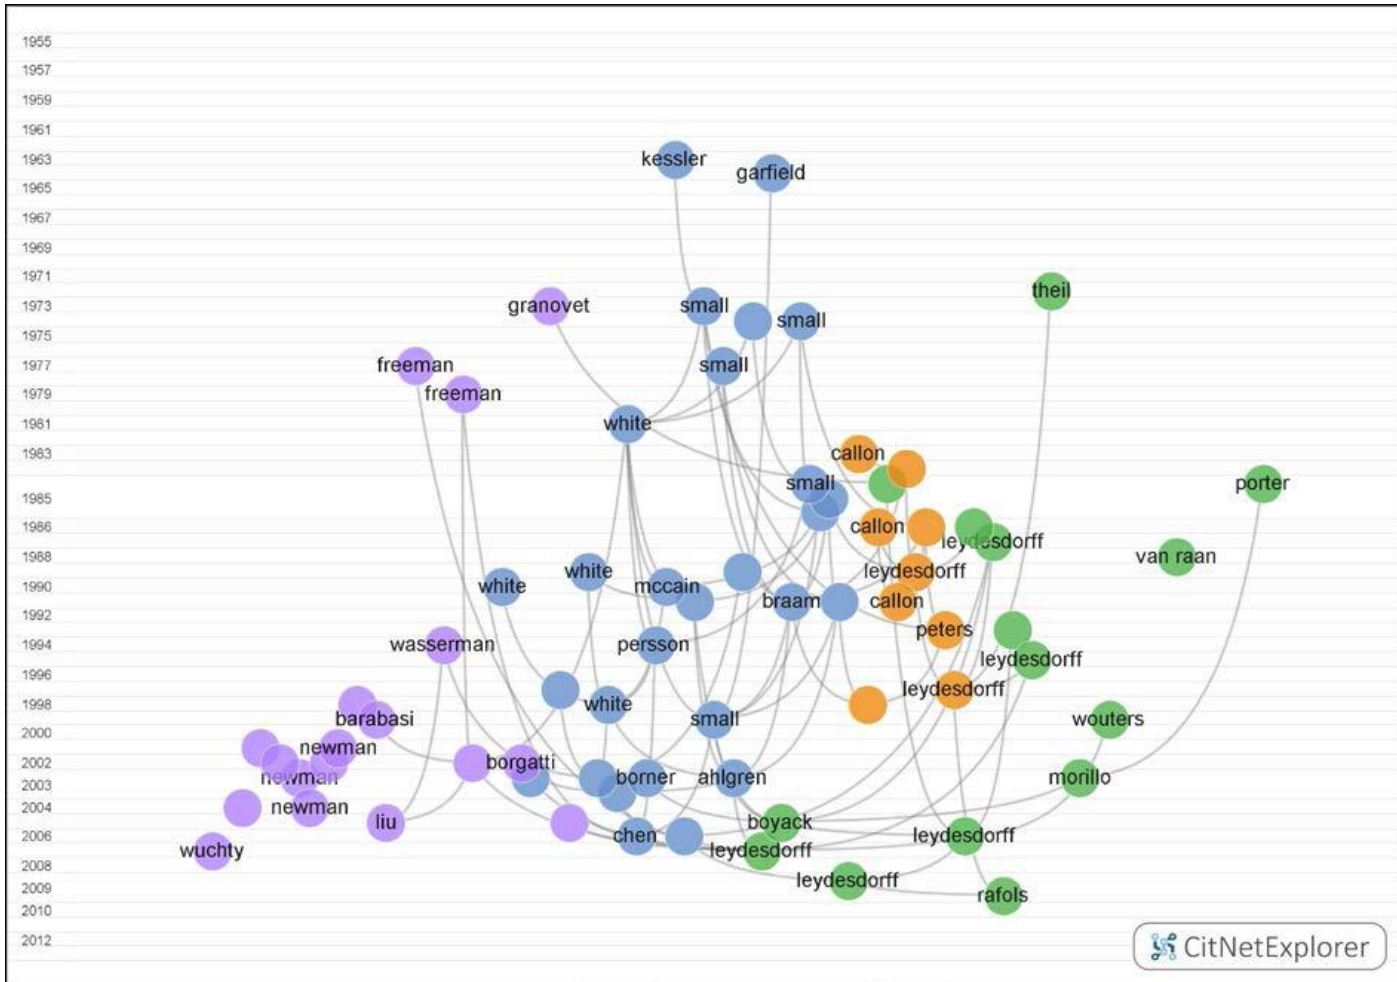 1955
1957
1959
1961
1963
kessler
garfield
1965
1967
1969
1971
theil
1973
granovet
small
small
1975
1977
freeman
small
1979
freeman
1981
white
1983
callon
small
porter
1985
1986
callon
leydesdorff
1988
van raan
white
leydesdorff
1990
white
mccain
braam
callon
1992
peters
1994
wasserman
persson
leydesdorff
1996
leydesdorff
1998
white
barabasi
small
wouters
2000
newman
2002
borgatti
newman
borner
ahlgren
morillo
2003
2004
newman
liu
boyack
2006
chen
leydesdorff
wuchty
leydesdorff
2008
leydesdorff
2009
rafols
2010
2012
CitNetExplorer